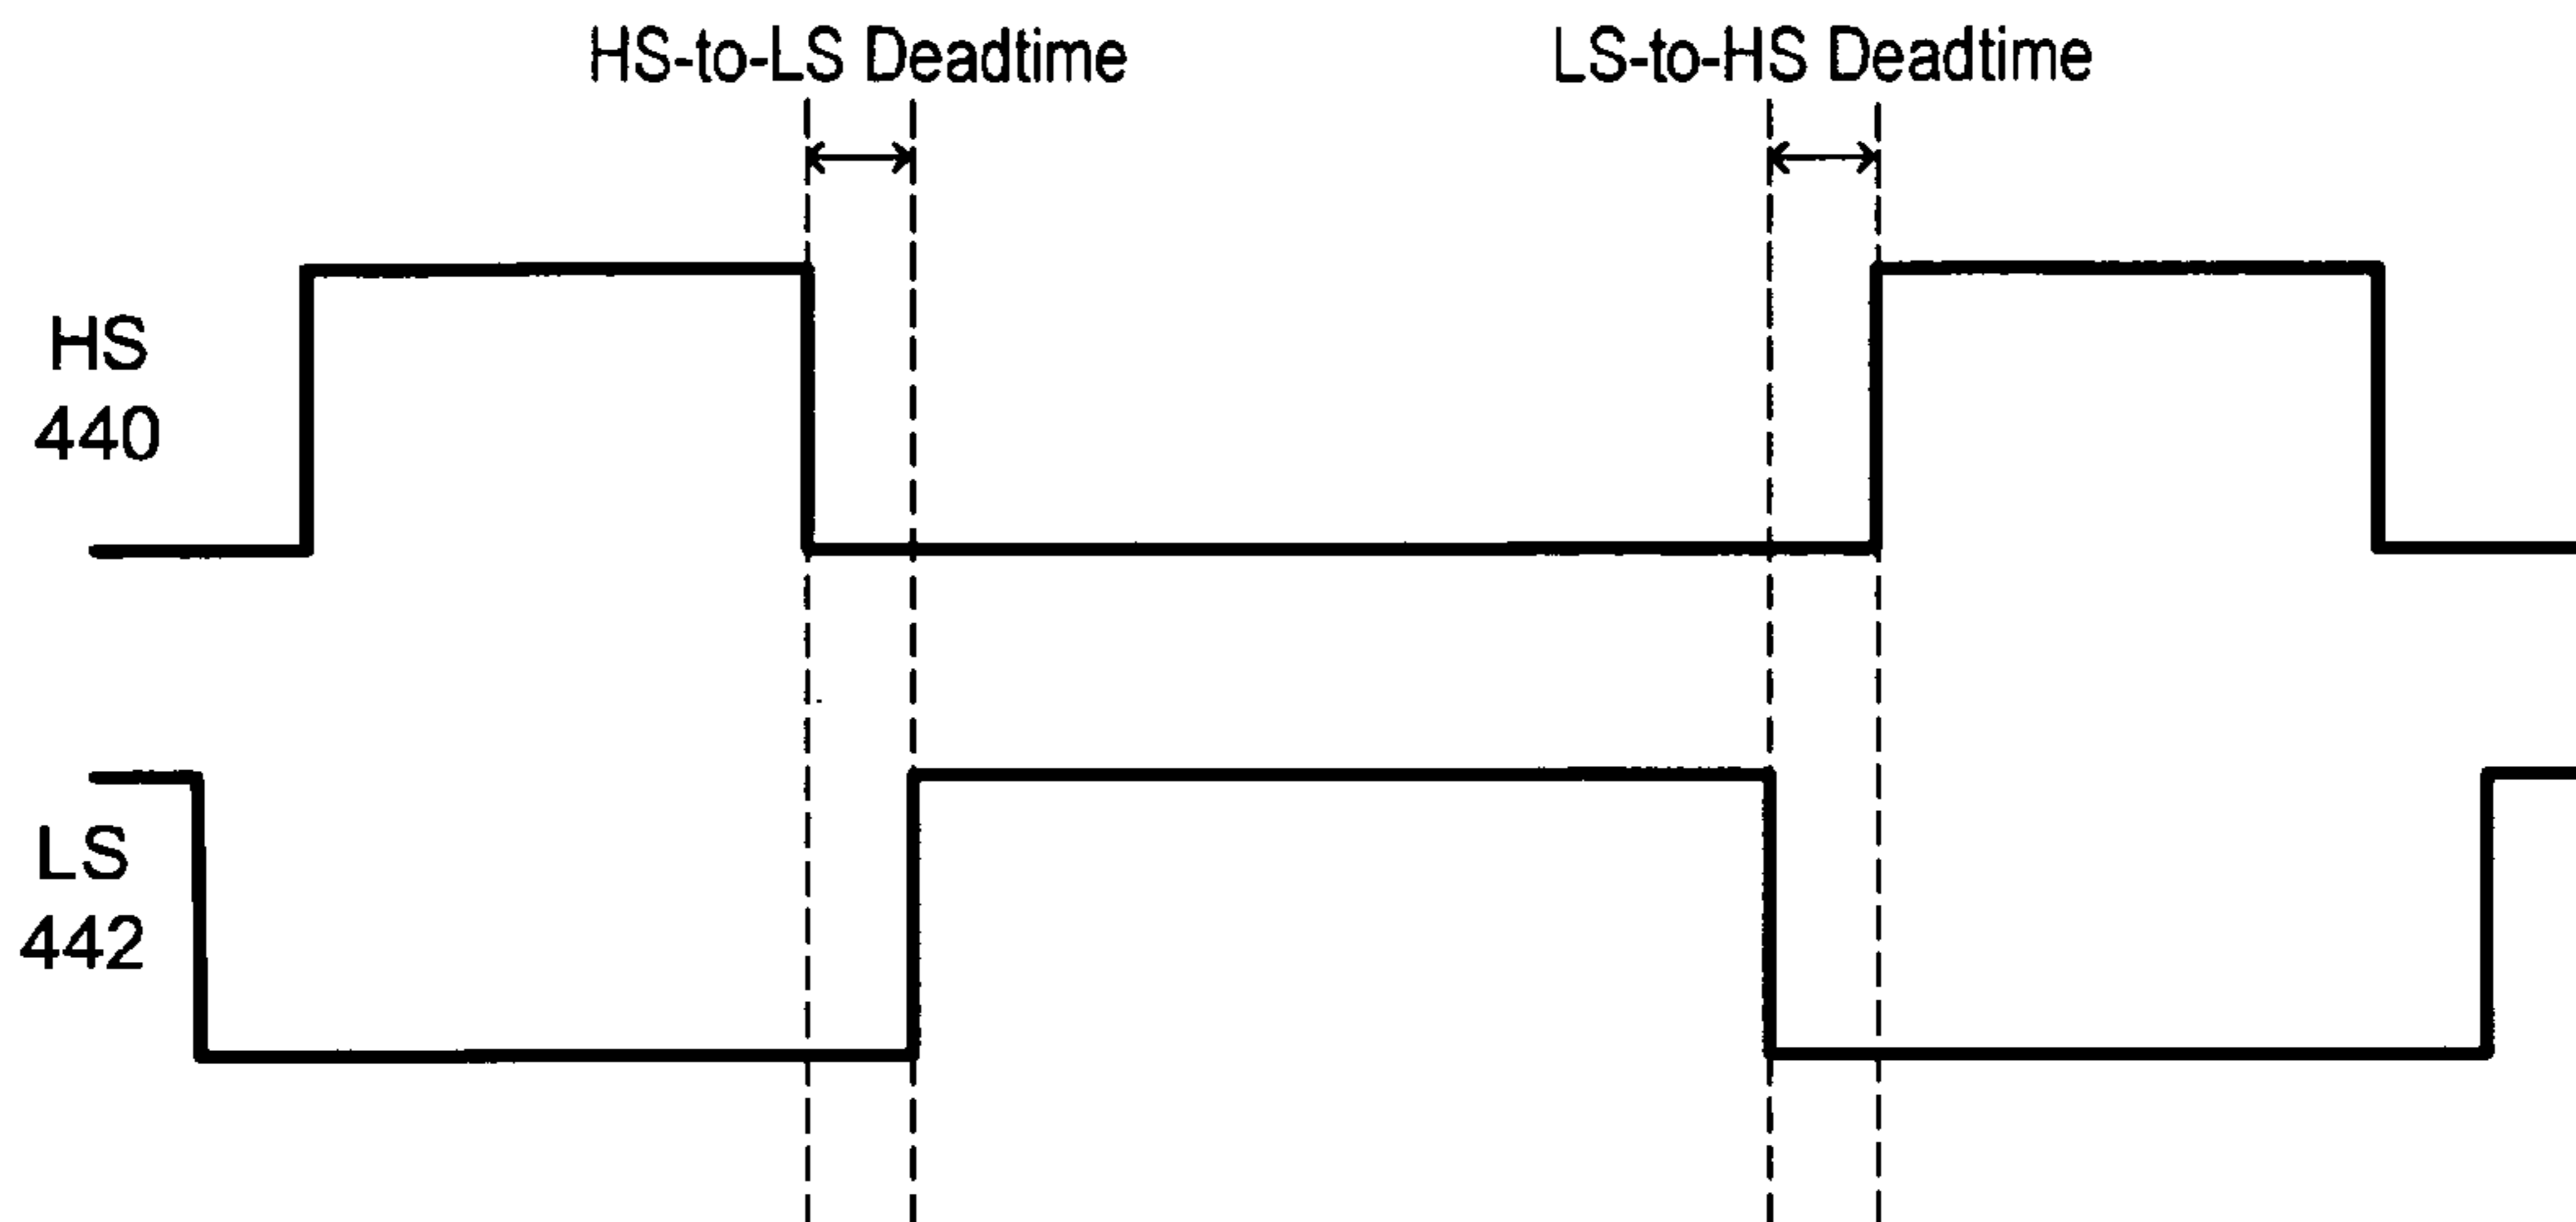 HS-to-LS Deadtime
LS-to-HS Deadtime
HS
440
LS
442